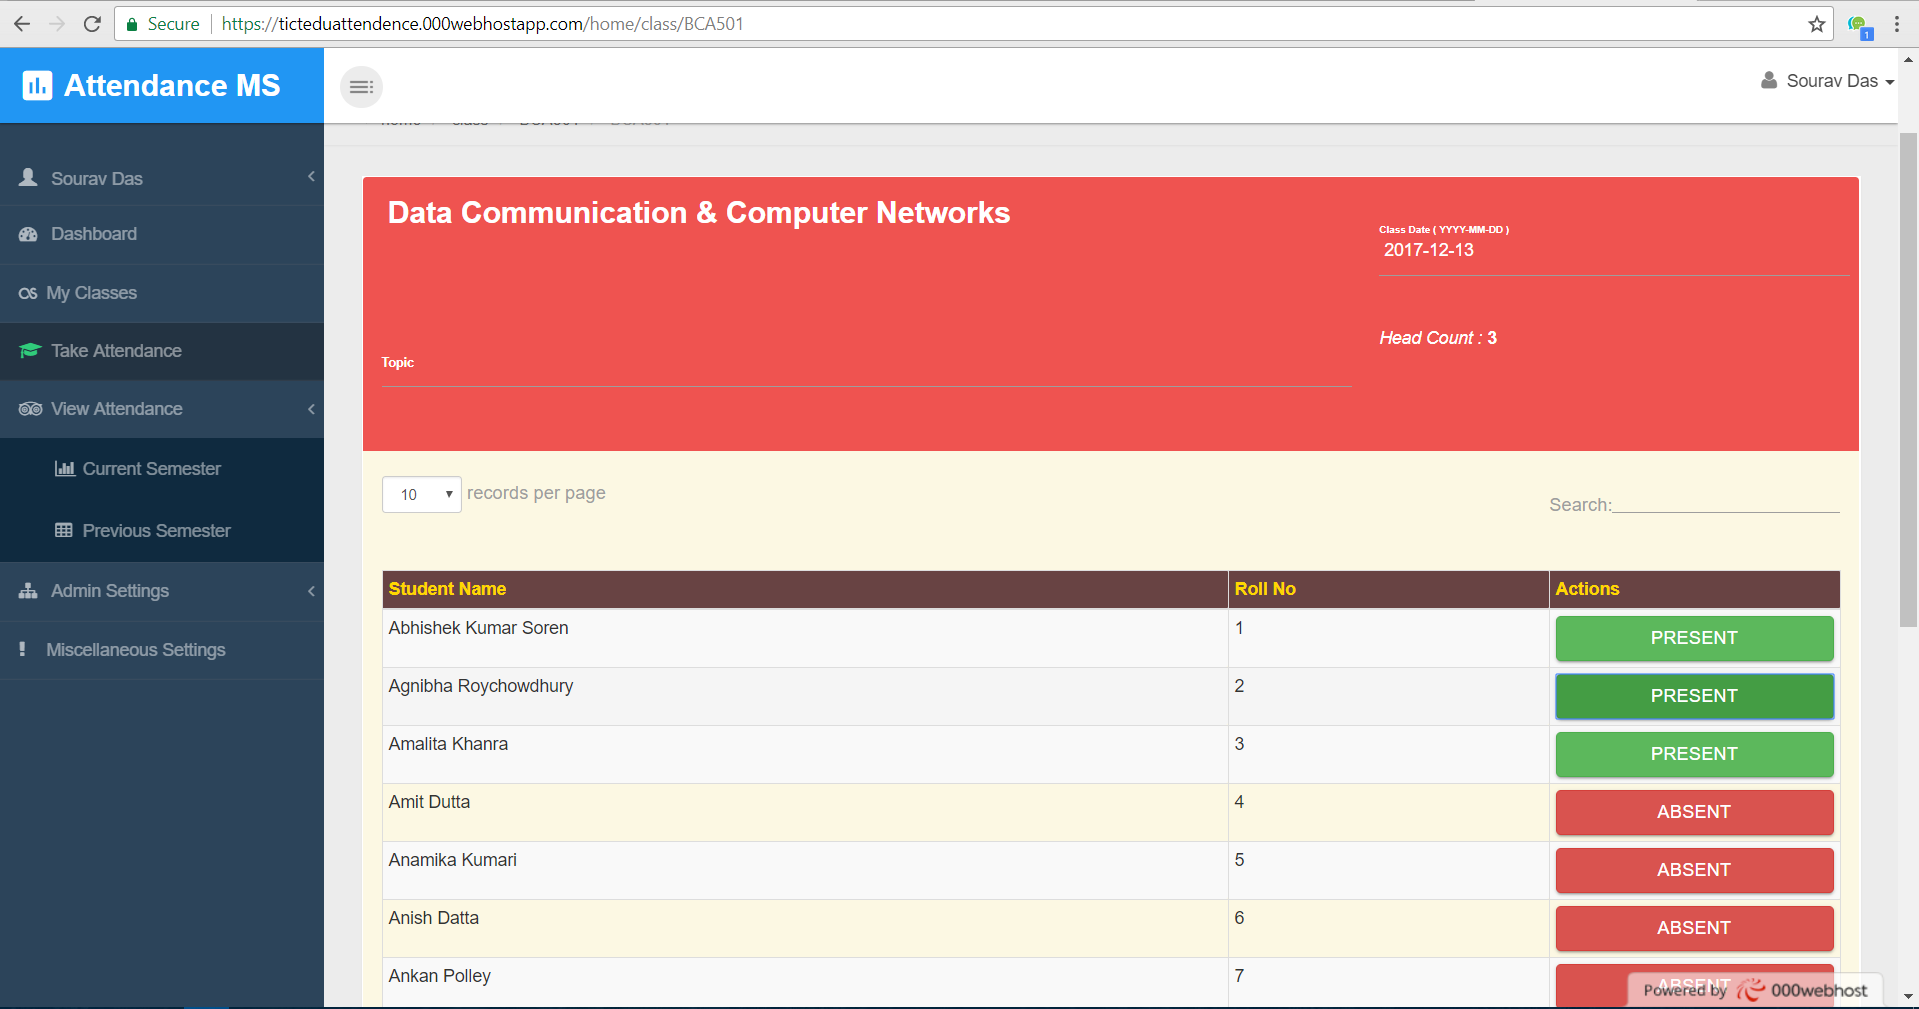 Secure https://ticteduattendence.000webhostapp.com/home/class/BCA501
1
Attendance MS
Sourav Das
Sourav Das
Dashboard
My Classes
Take Attendance
View Attendance
Current Semester
Previous Semester
Admin Settings
Miscellaneous Settings
Data Communication & Computer Networks
Class Date ( YYYY-MM-DD )
2017-12-13
Head Count : 3
Topic
10 records per page
Search:
Student Name Roll No Actions
Abhishek Kumar Soren 1 PRESENT
Agnibha Roychowdhury 2 PRESENT
Amalita Khanra 3 PRESENT
Amit Dutta 4 ABSENT
Anamika Kumari 5 ABSENT
Anish Datta 6 ABSENT
Ankan Polley 7 ABSENT
Powered by 000webhost